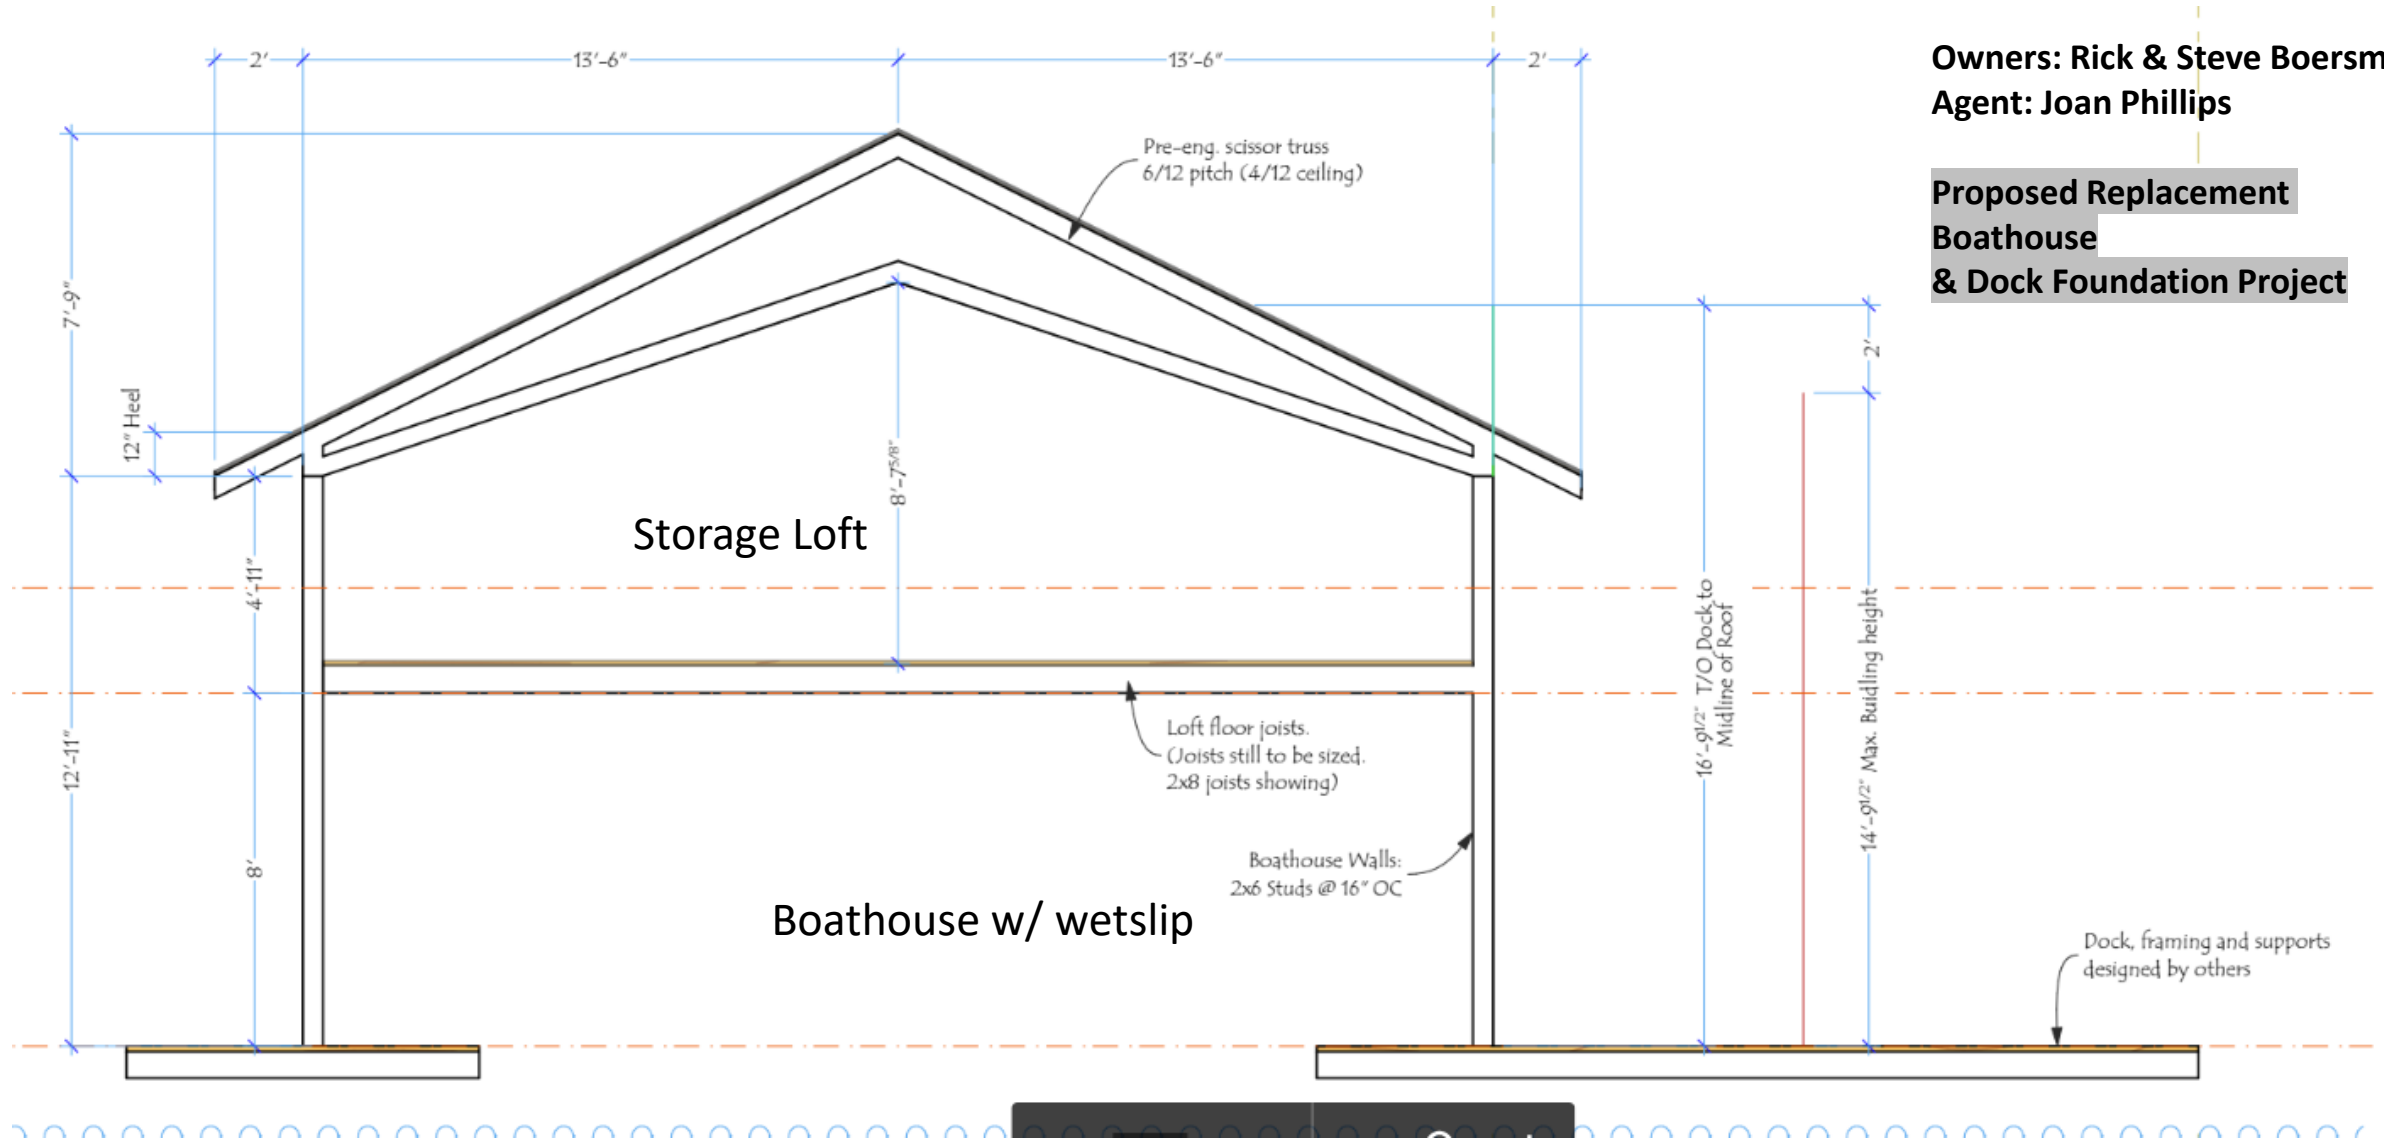 2'
13'-6"
13'-6"
2'
Owners: Rick & Steve Boersm
Agent: Joan Phillips
Proposed Replacement
Boathouse
& Dock Foundation Project
Pre-eng. scissor truss
6/12 pitch (4/12 ceiling)
7'-9"
12" Heel
2'
8'-7 5/8"
Storage Loft
4'-11"
16'-9 1/2" T/O Dock to
Midline of Roof
14'-9 1/2" Max. Buidling height
12'-11"
Loft floor joists.
(Joists still to be sized.
2x8 joists showing)
8'
Boathouse Walls:
2x6 Studs @ 16" OC
Boathouse w/ wetslip
Dock, framing and supports
designed by others